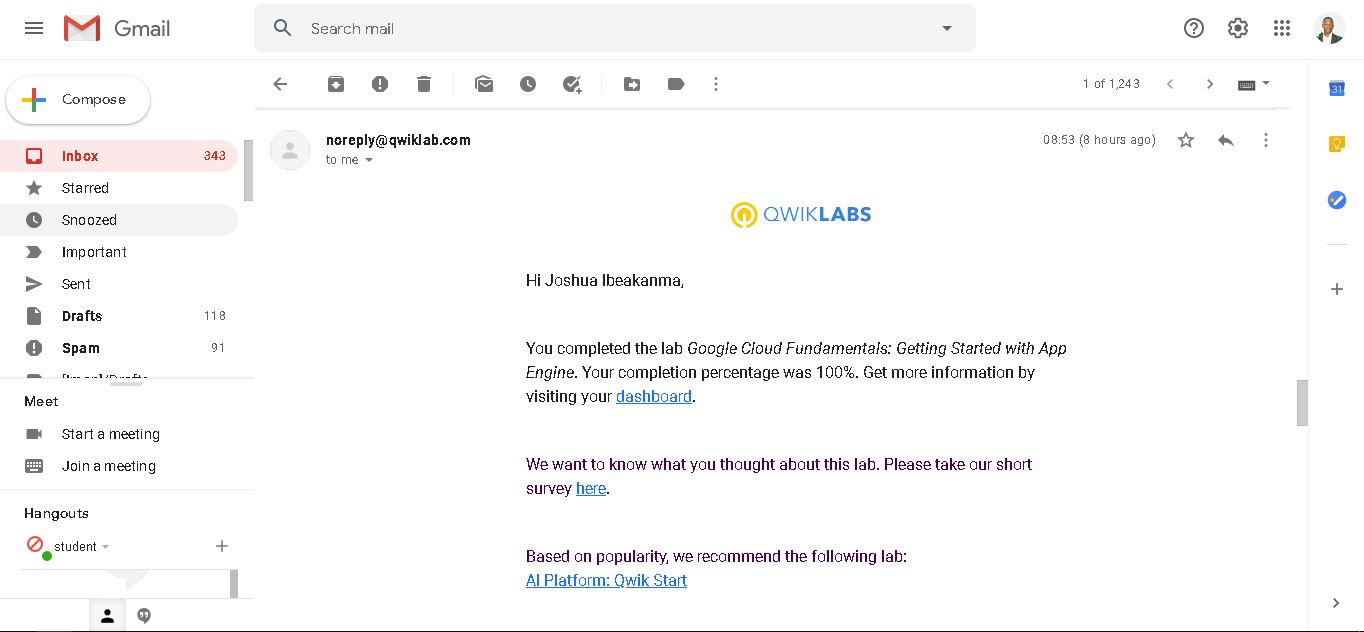 Gmail
Search mail
Compose
1 of 1,243
31
Inbox 343
Starred
Snoozed
Important
Sent
Drafts 118
Spam 91
Meet
Start a meeting
Join a meeting
Hangouts
student
noreply@qwiklab.com
08:53 (8 hours ago)
to me
QWIKLABS
Hi Joshua Ibeakanma,
You completed the lab Google Cloud Fundamentals: Getting Started with App
Engine. Your completion percentage was 100%. Get more information by
visiting your dashboard.
We want to know what you thought about this lab. Please take our short
survey here.
Based on popularity, we recommend the following lab:
AI Platform: Qwik Start